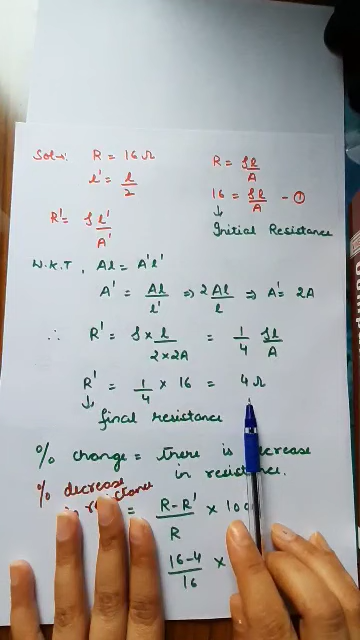 Sol→: R = 16 Ω
R = ρl/A
l' = l/2
16 = ρl/A - ①
↓
Initial Resistance
R' = ρ l'/A'
W.K.T, Al = A'l'
A' = Al/l' ⇒ 2Al/l ⇒ A' = 2A
∴ R' = ρ × l/2×2A = 1/4 ρl/A
R' = 1/4 × 16 = 4 Ω
↓
final resistance
% change = there is decrease
in resistance.
% decrease
= R-R'/R × 100
16-4/16 ×